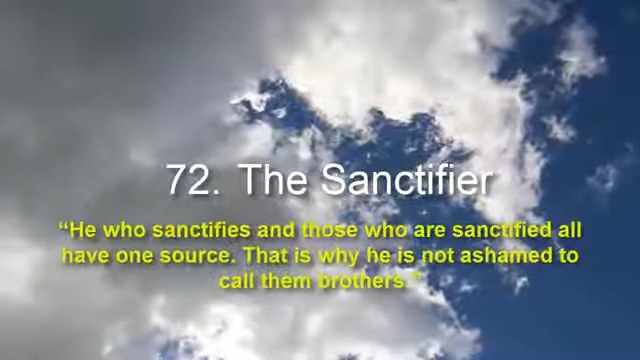 72. The Sanctifier
“He who sanctifies and those who are sanctified all
have one source. That is why he is not ashamed to
call them brothers.”